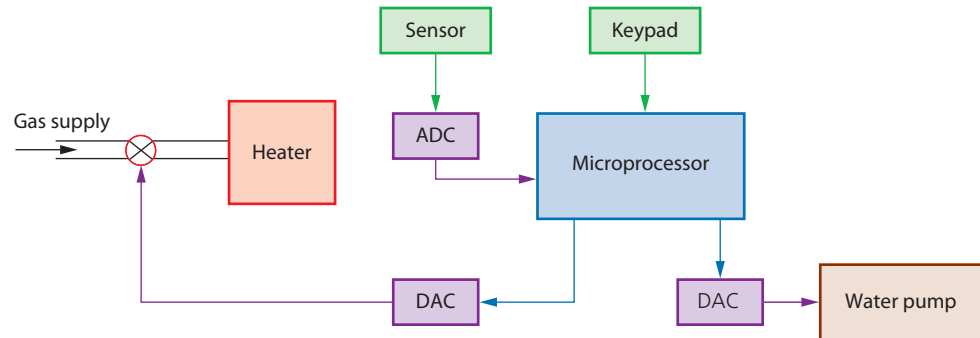 Sensor
Keypad
Gas supply
ADC
Heater
Microprocessor
DAC
DAC
Water pump